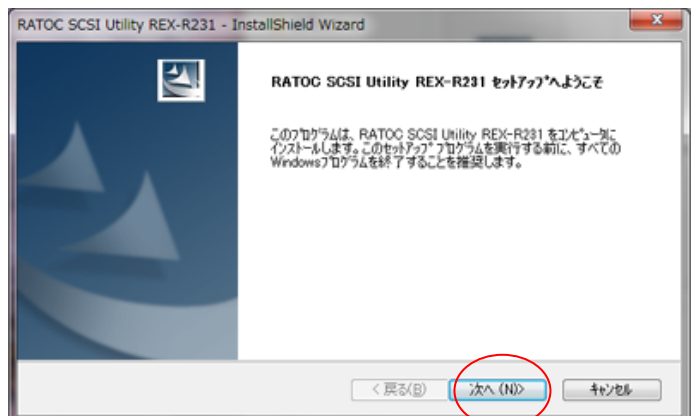 RATOC SCSI Utility REX-R231 - InstallShield Wizard
RATOC SCSI Utility REX-R231 セットアップへようこそ
このプログラムは、RATOC SCSI Utility REX-R231 をコンピュータに
インストールします。このセットアップ プログラムを実行する前に、すべての
Windowsプログラムを終了することを推奨します。
< 戻る(B)
次へ (N)>
キャンセル